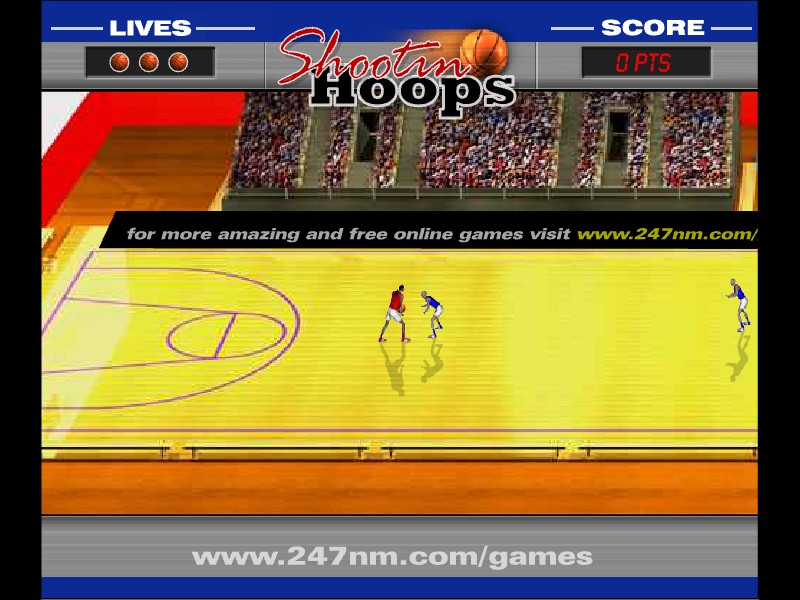 LIVES
SCORE
Shootin
Hoops
0 PTS
for more amazing and free online games visit www.247nm.com/
www.247nm.com/games